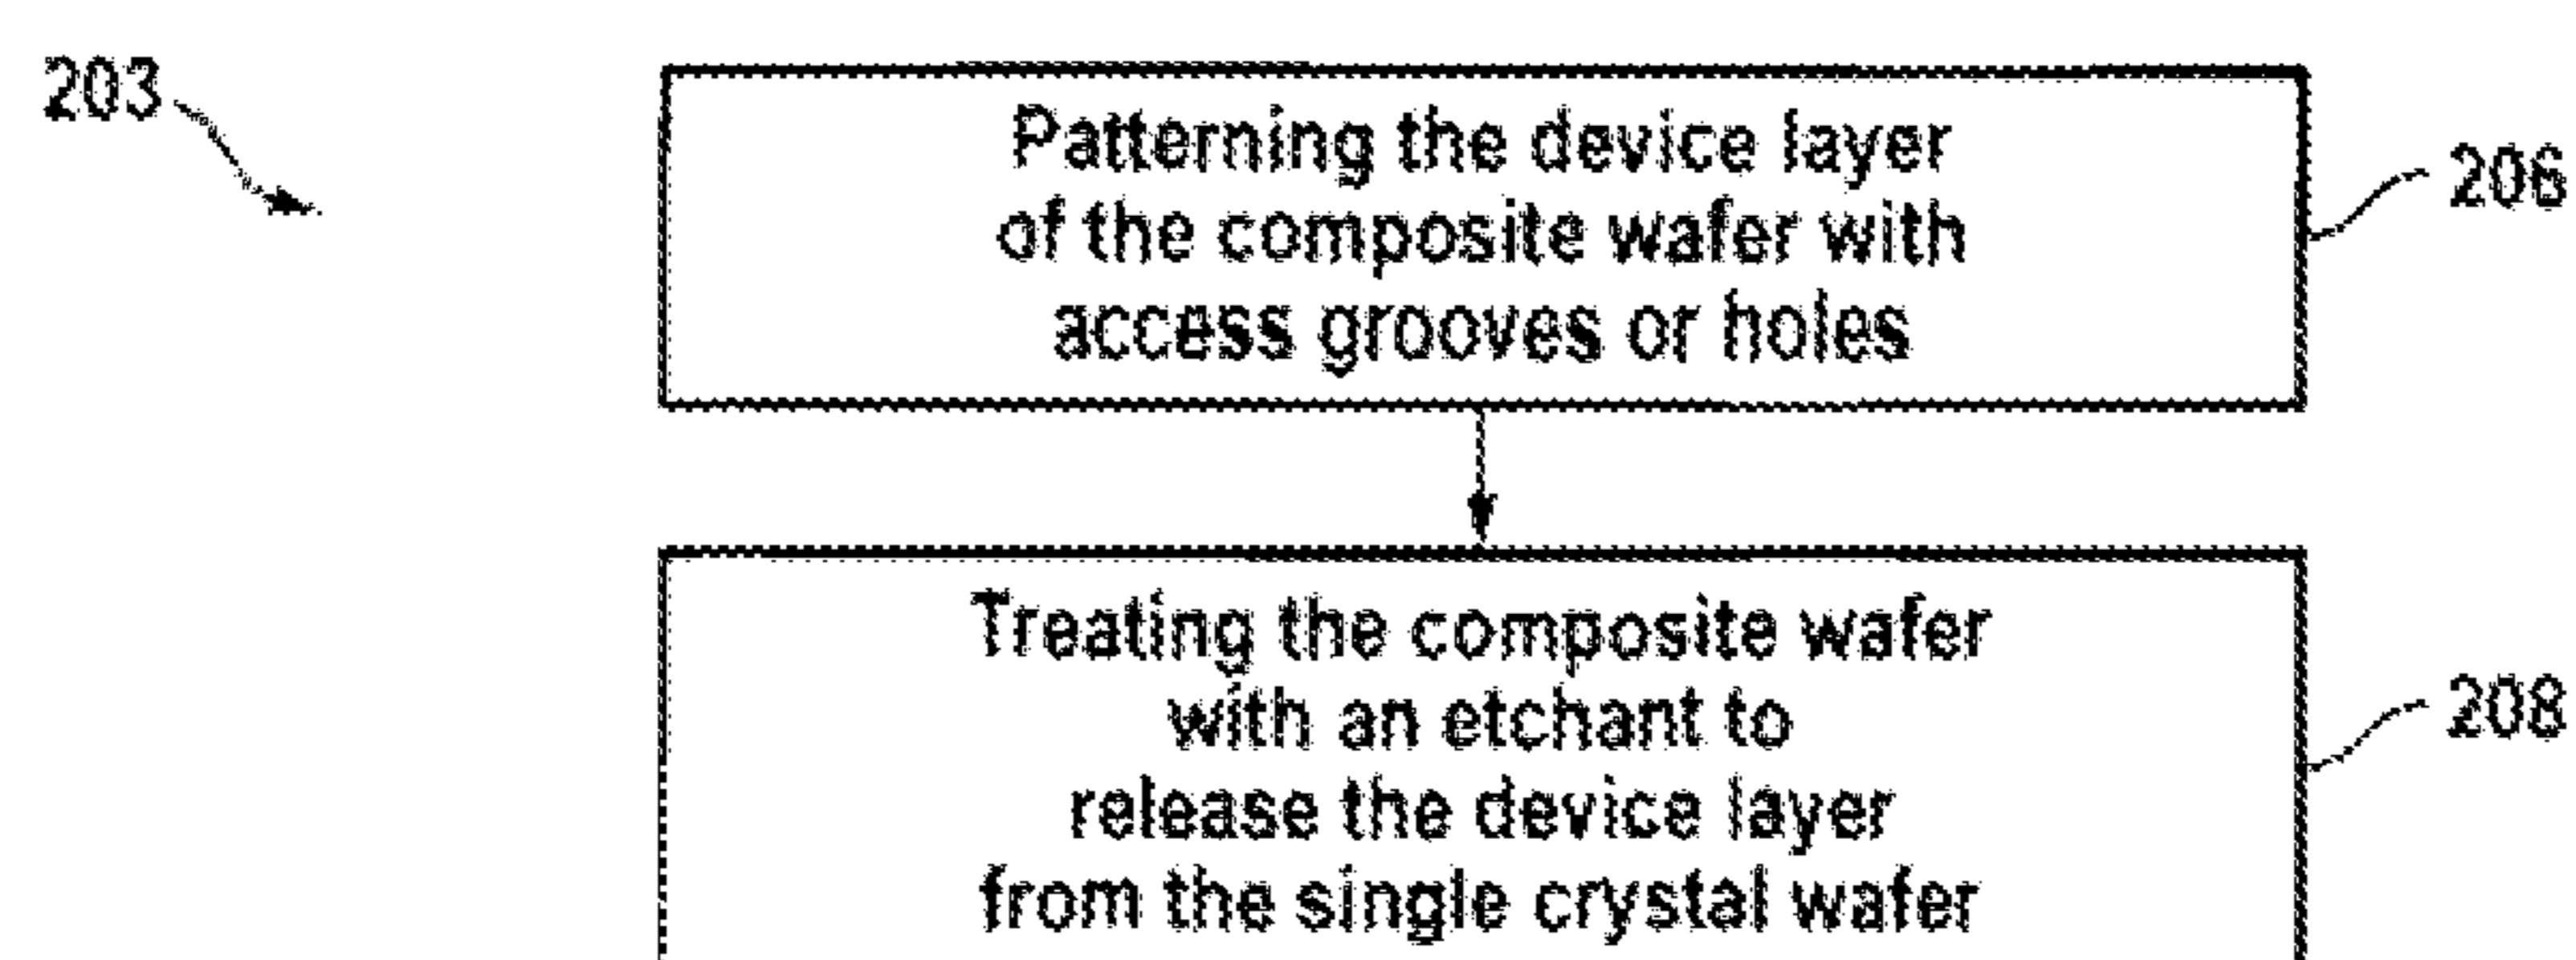 203
Patterning the device layer
of the composite wafer with
access grooves or holes
206
Treating the composite wafer
with an etchant to
release the device layer
from the single crystal wafer
208